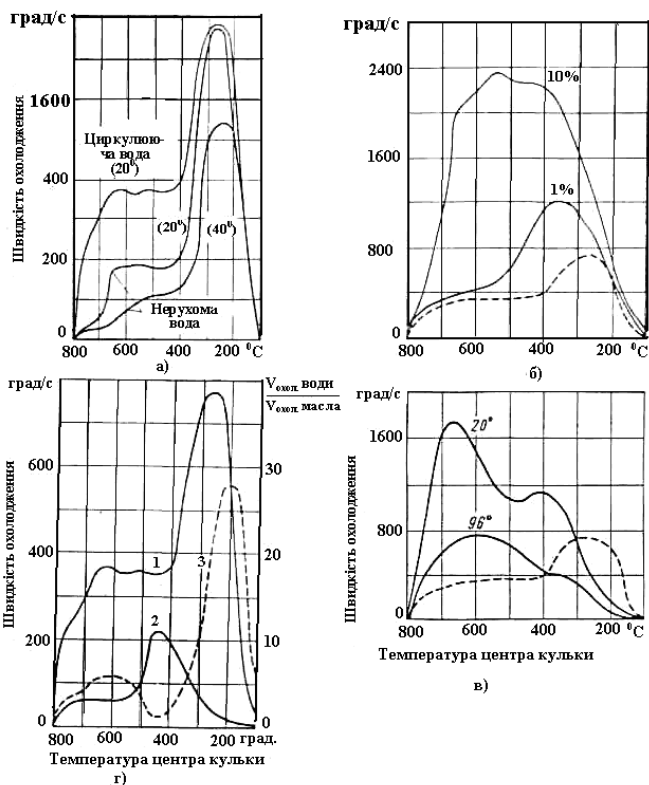 град/с
Швидкість охолодження
1600
400
200
0
Циркулюю-
ча вода
(20⁰)
(20⁰)
(40⁰)
Нерухома
вода
800 600 400 200 ⁰С
а)
град/с
2400
1600
800
0
10%
1%
800 600 400 200 ⁰С
б)
град/с
Швидкість охолодження
600
400
200
0
1
2
3
Vохол. води
Vохол. масла
30
20
10
0
800 600 400 200 град.
Температура центра кульки
г)
град/с
Швидкість охолодження
1600
800
0
20°
96°
800 600 400 200 ⁰С
Температура центра кульки
в)